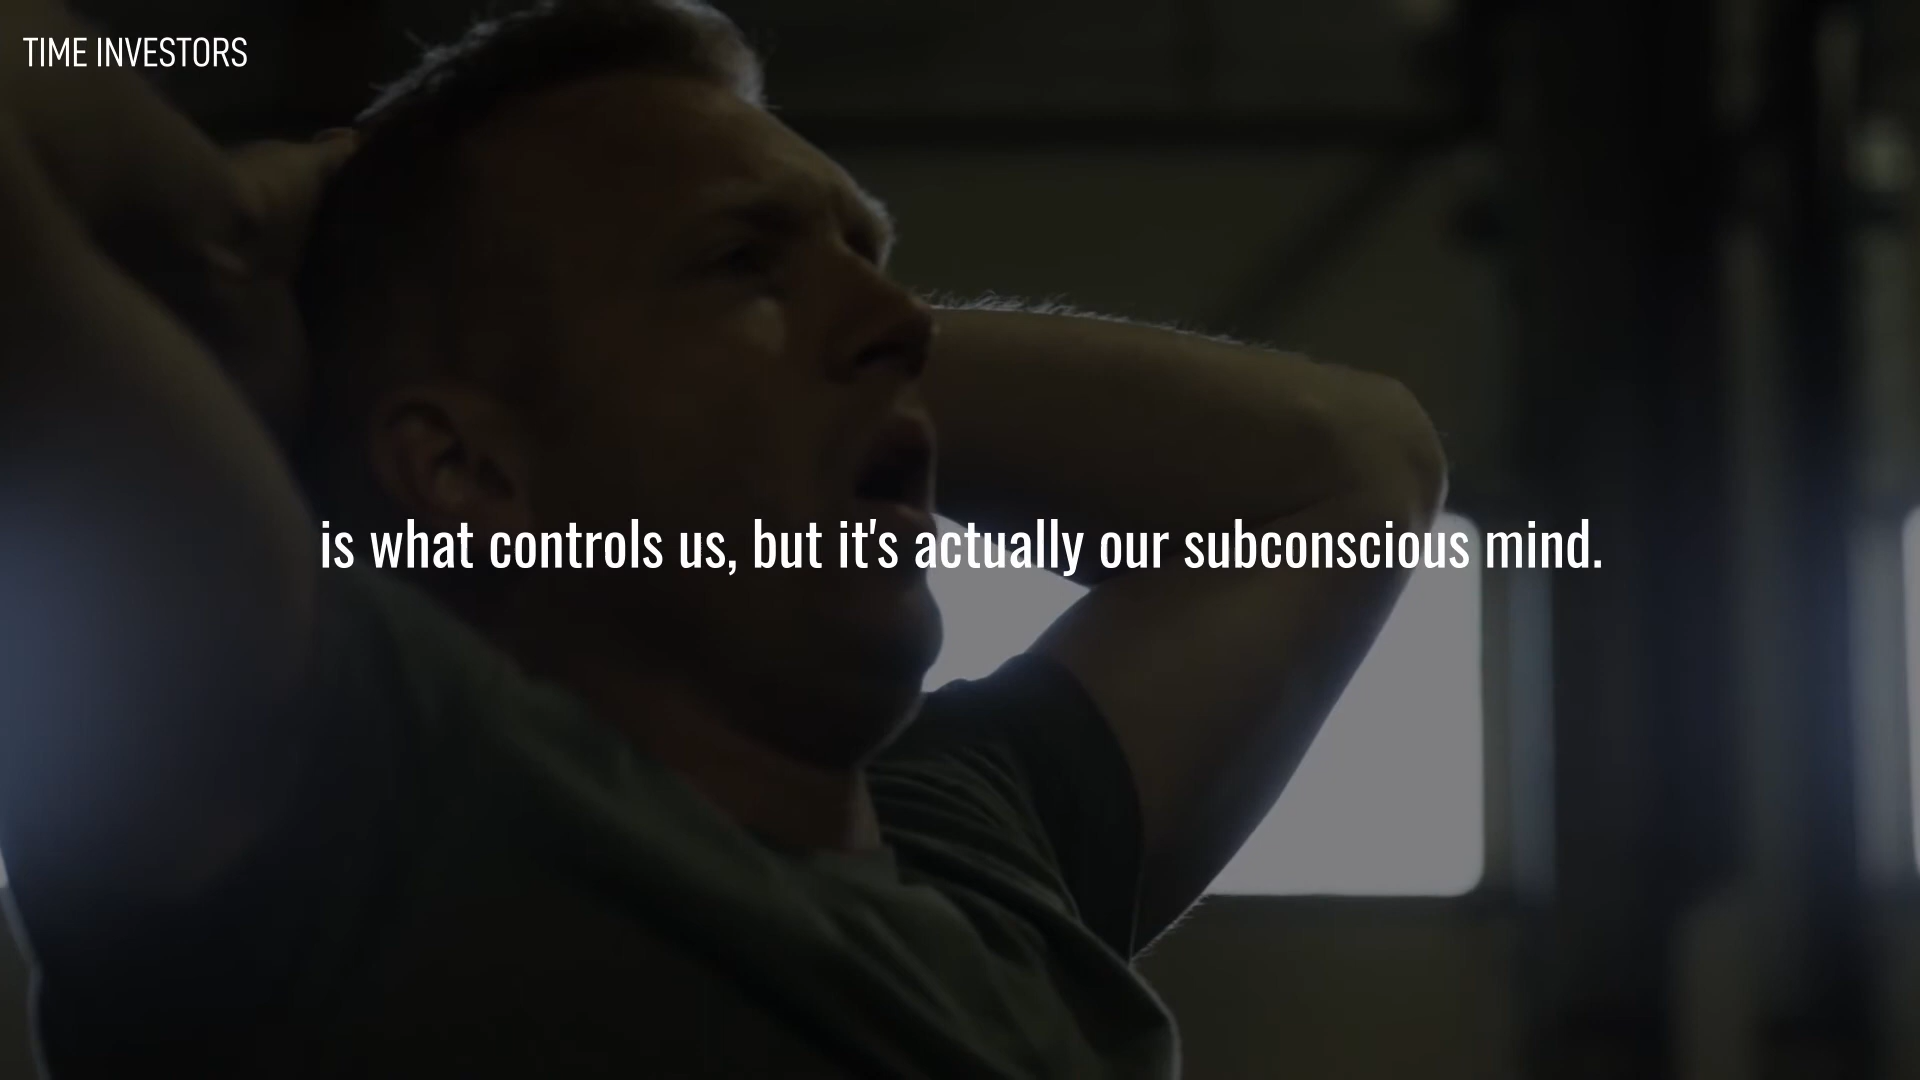 TIME INVESTORS
is what controls us, but it's actually our subconscious mind.